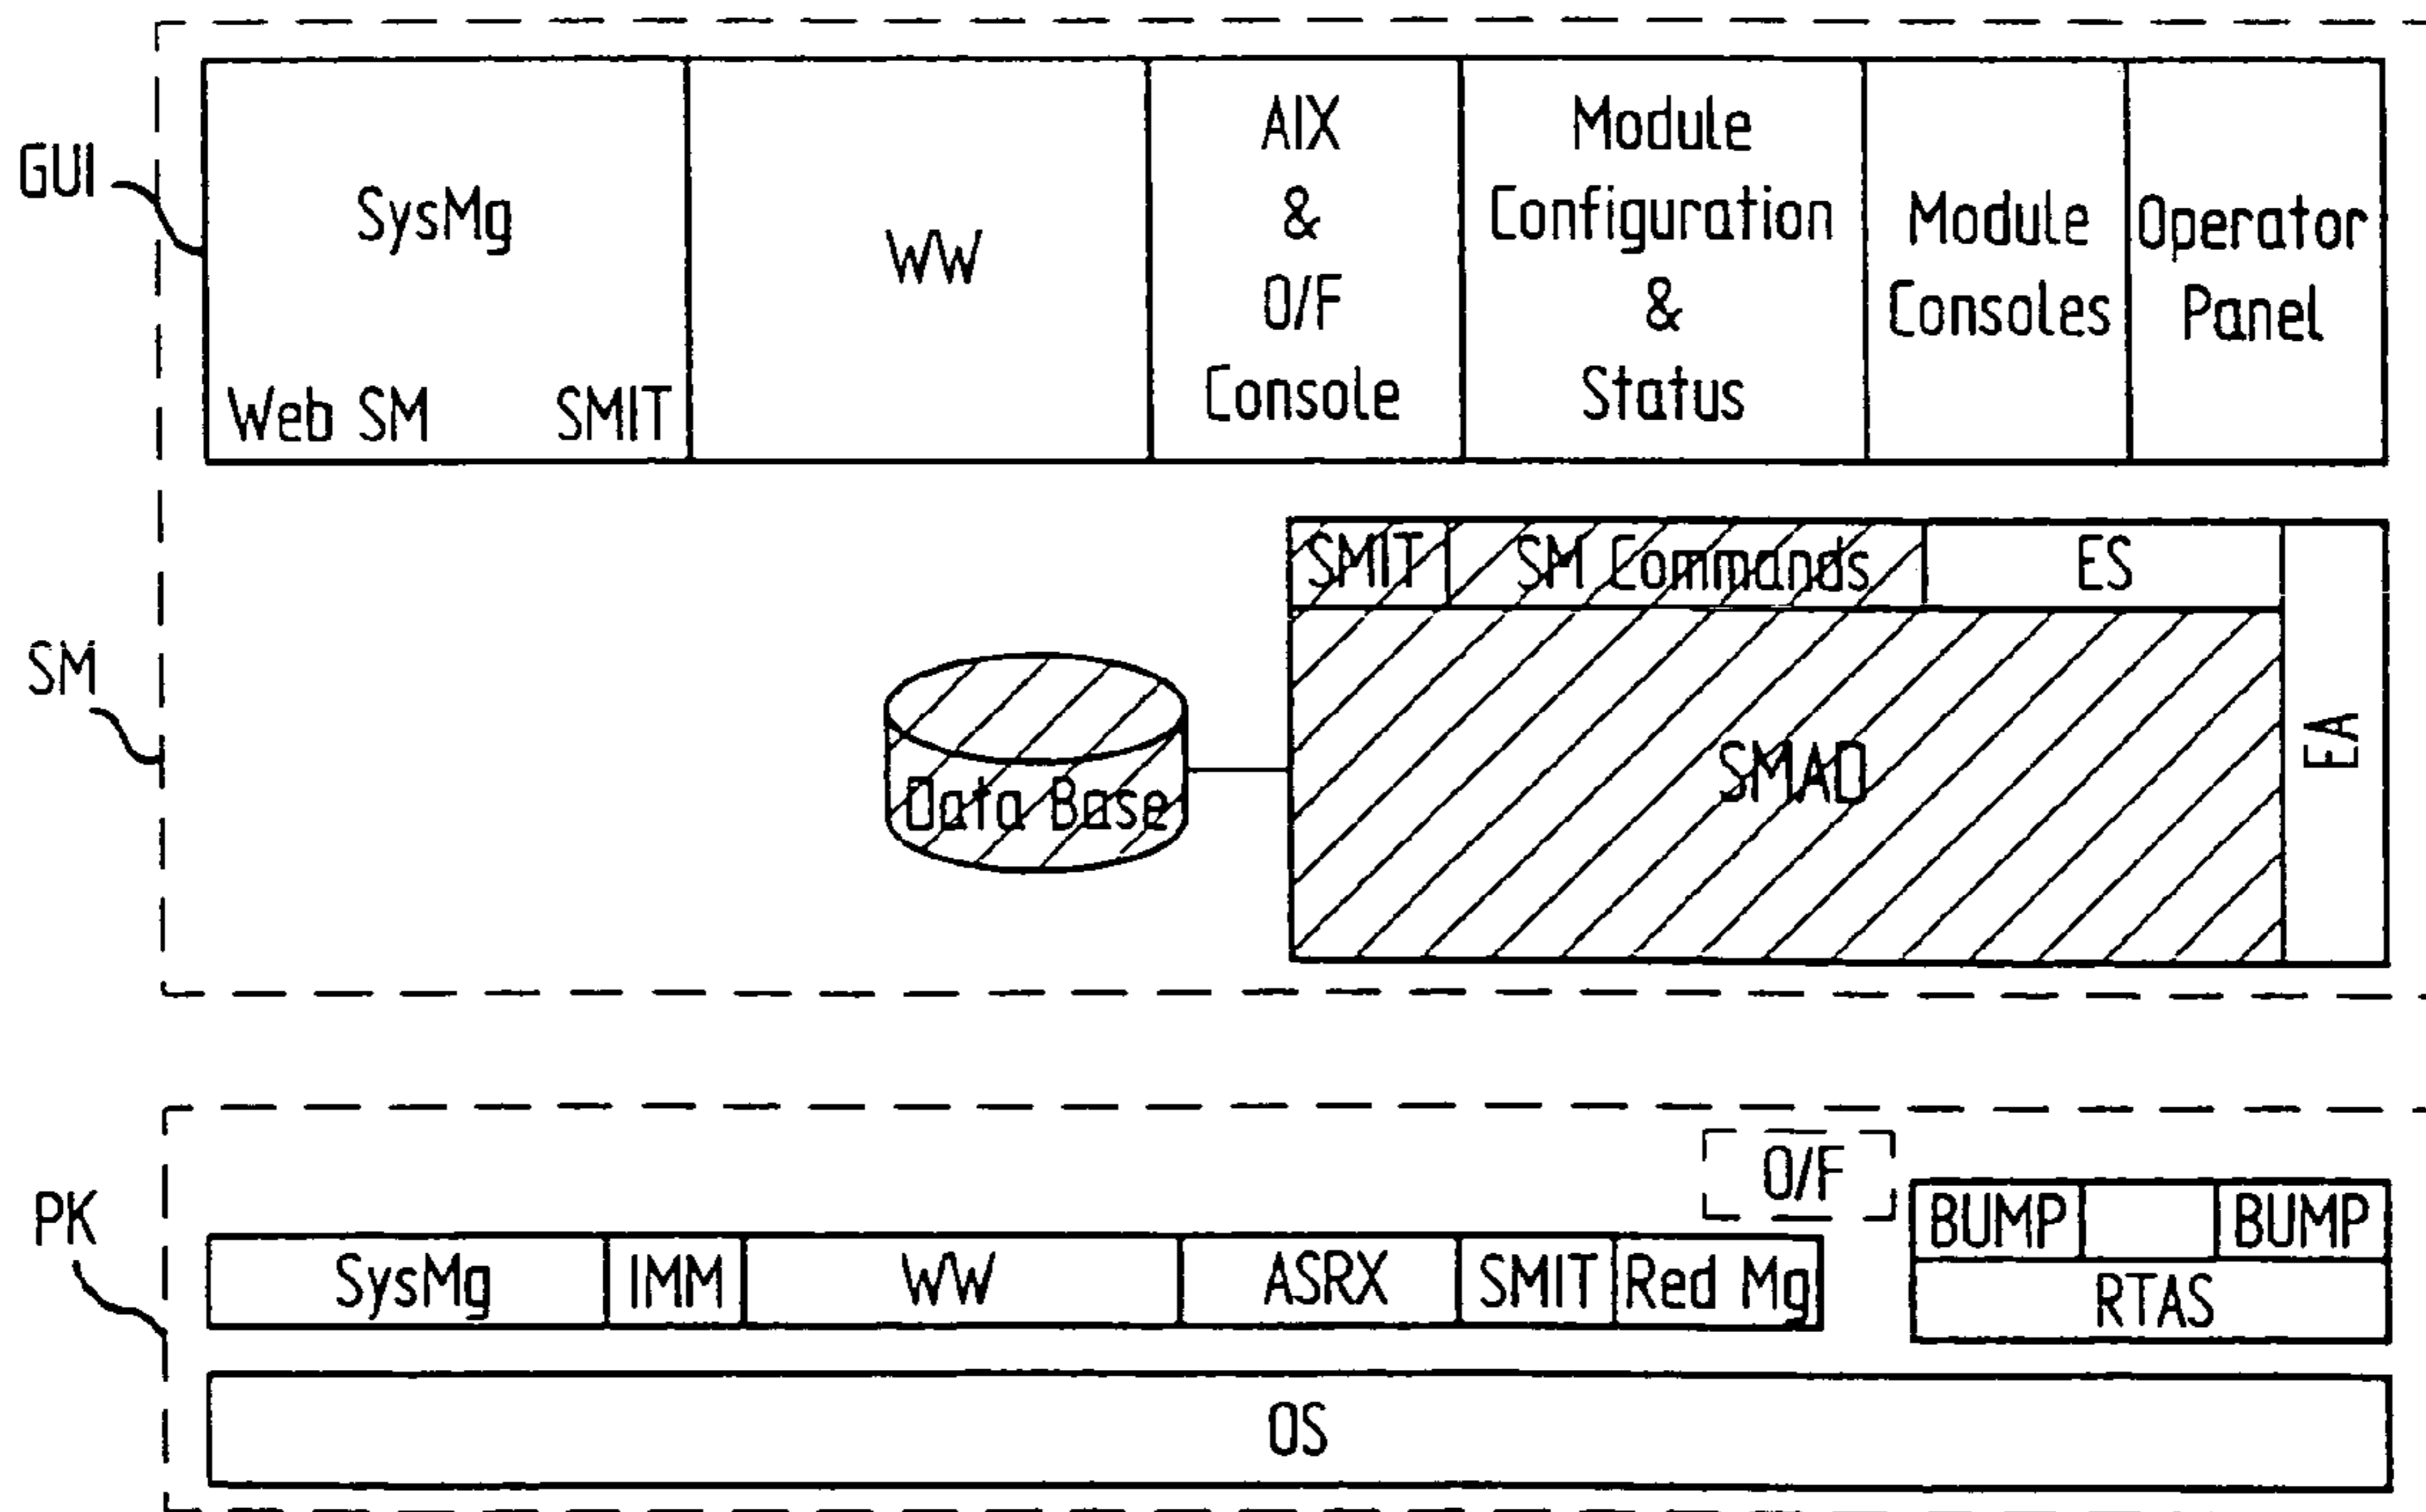 GUI
SysMg
Web SM SMIT
WW
AIX
&
O/F
Console
Module
Configuration
&
Status
Module
Consoles
Operator
Panel
SM
SMIT
SM Commands
ES
Data Base
SMAD
EA
PK
O/F
BUMP
BUMP
RTAS
SysMg
IMM
WW
ASRX
SMIT
Red Mg
OS